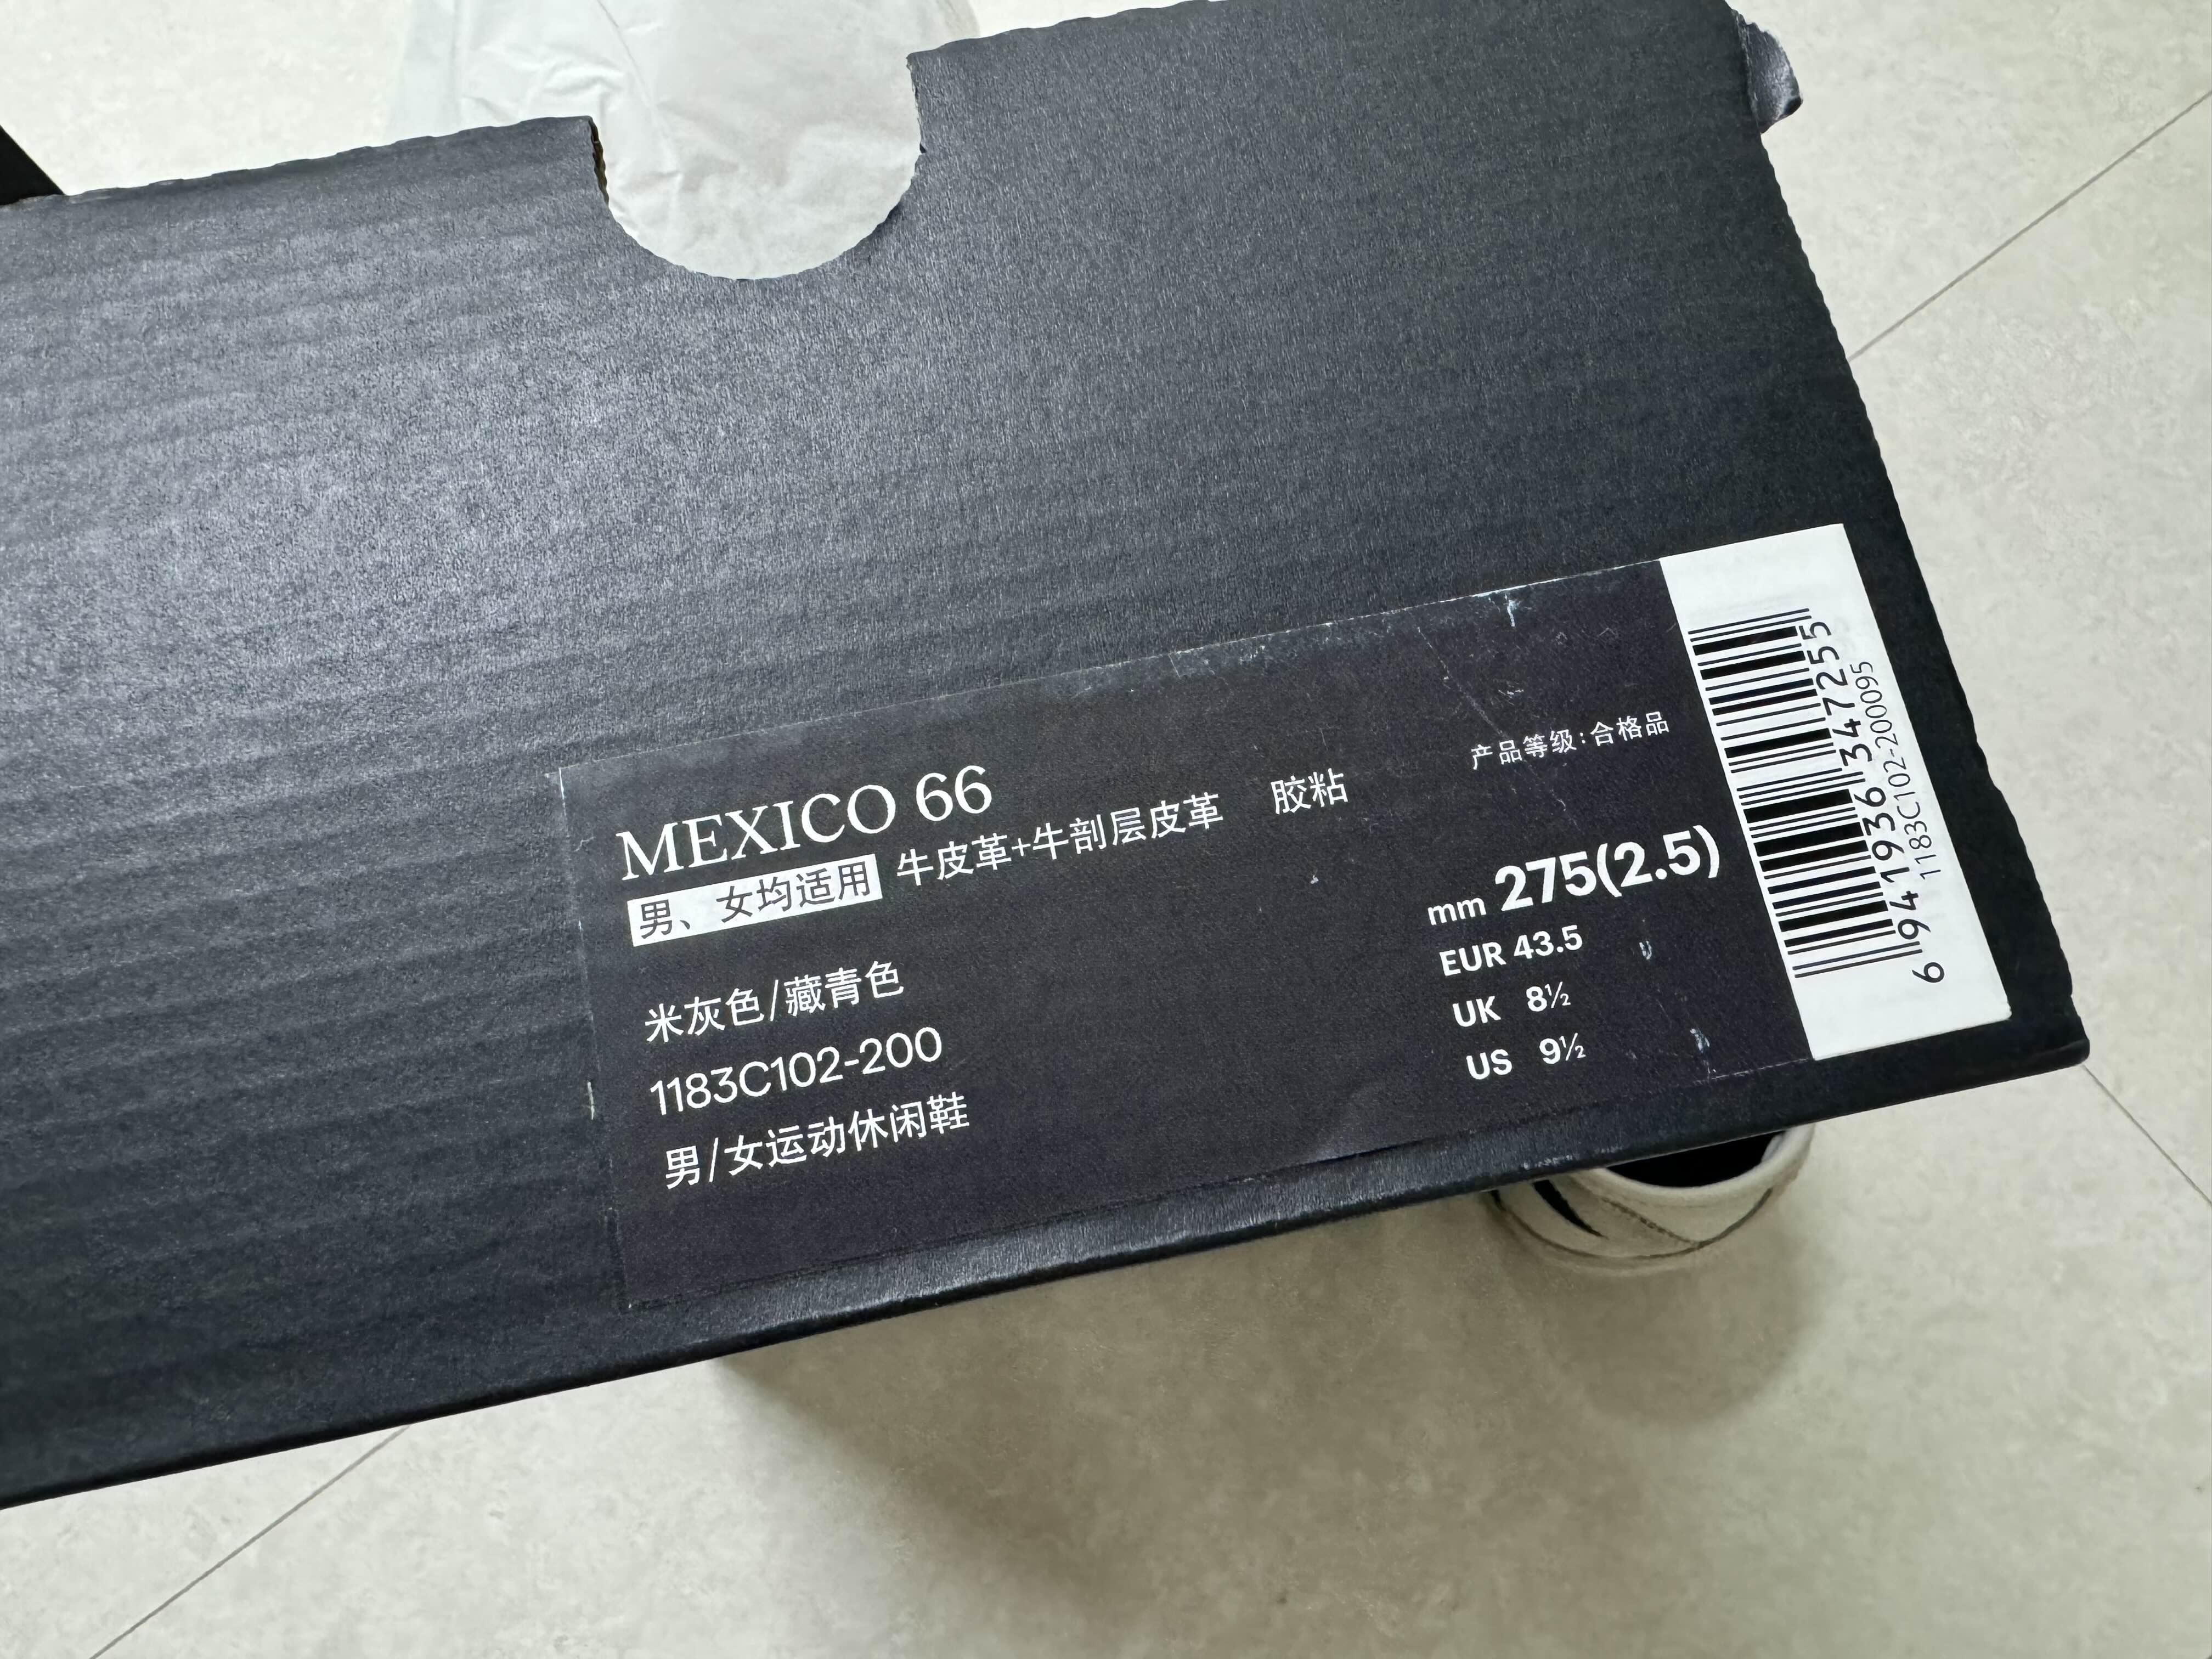 MEXICO 66
男、女均适用 牛皮革+牛剖层皮革 胶粘
产品等级:合格品
米灰色/藏青色
1183C102-200
男/女运动休闲鞋
mm 275(2.5)
EUR 43.5
UK 8½
US 9½
6 941936 347255
1183C102-200095